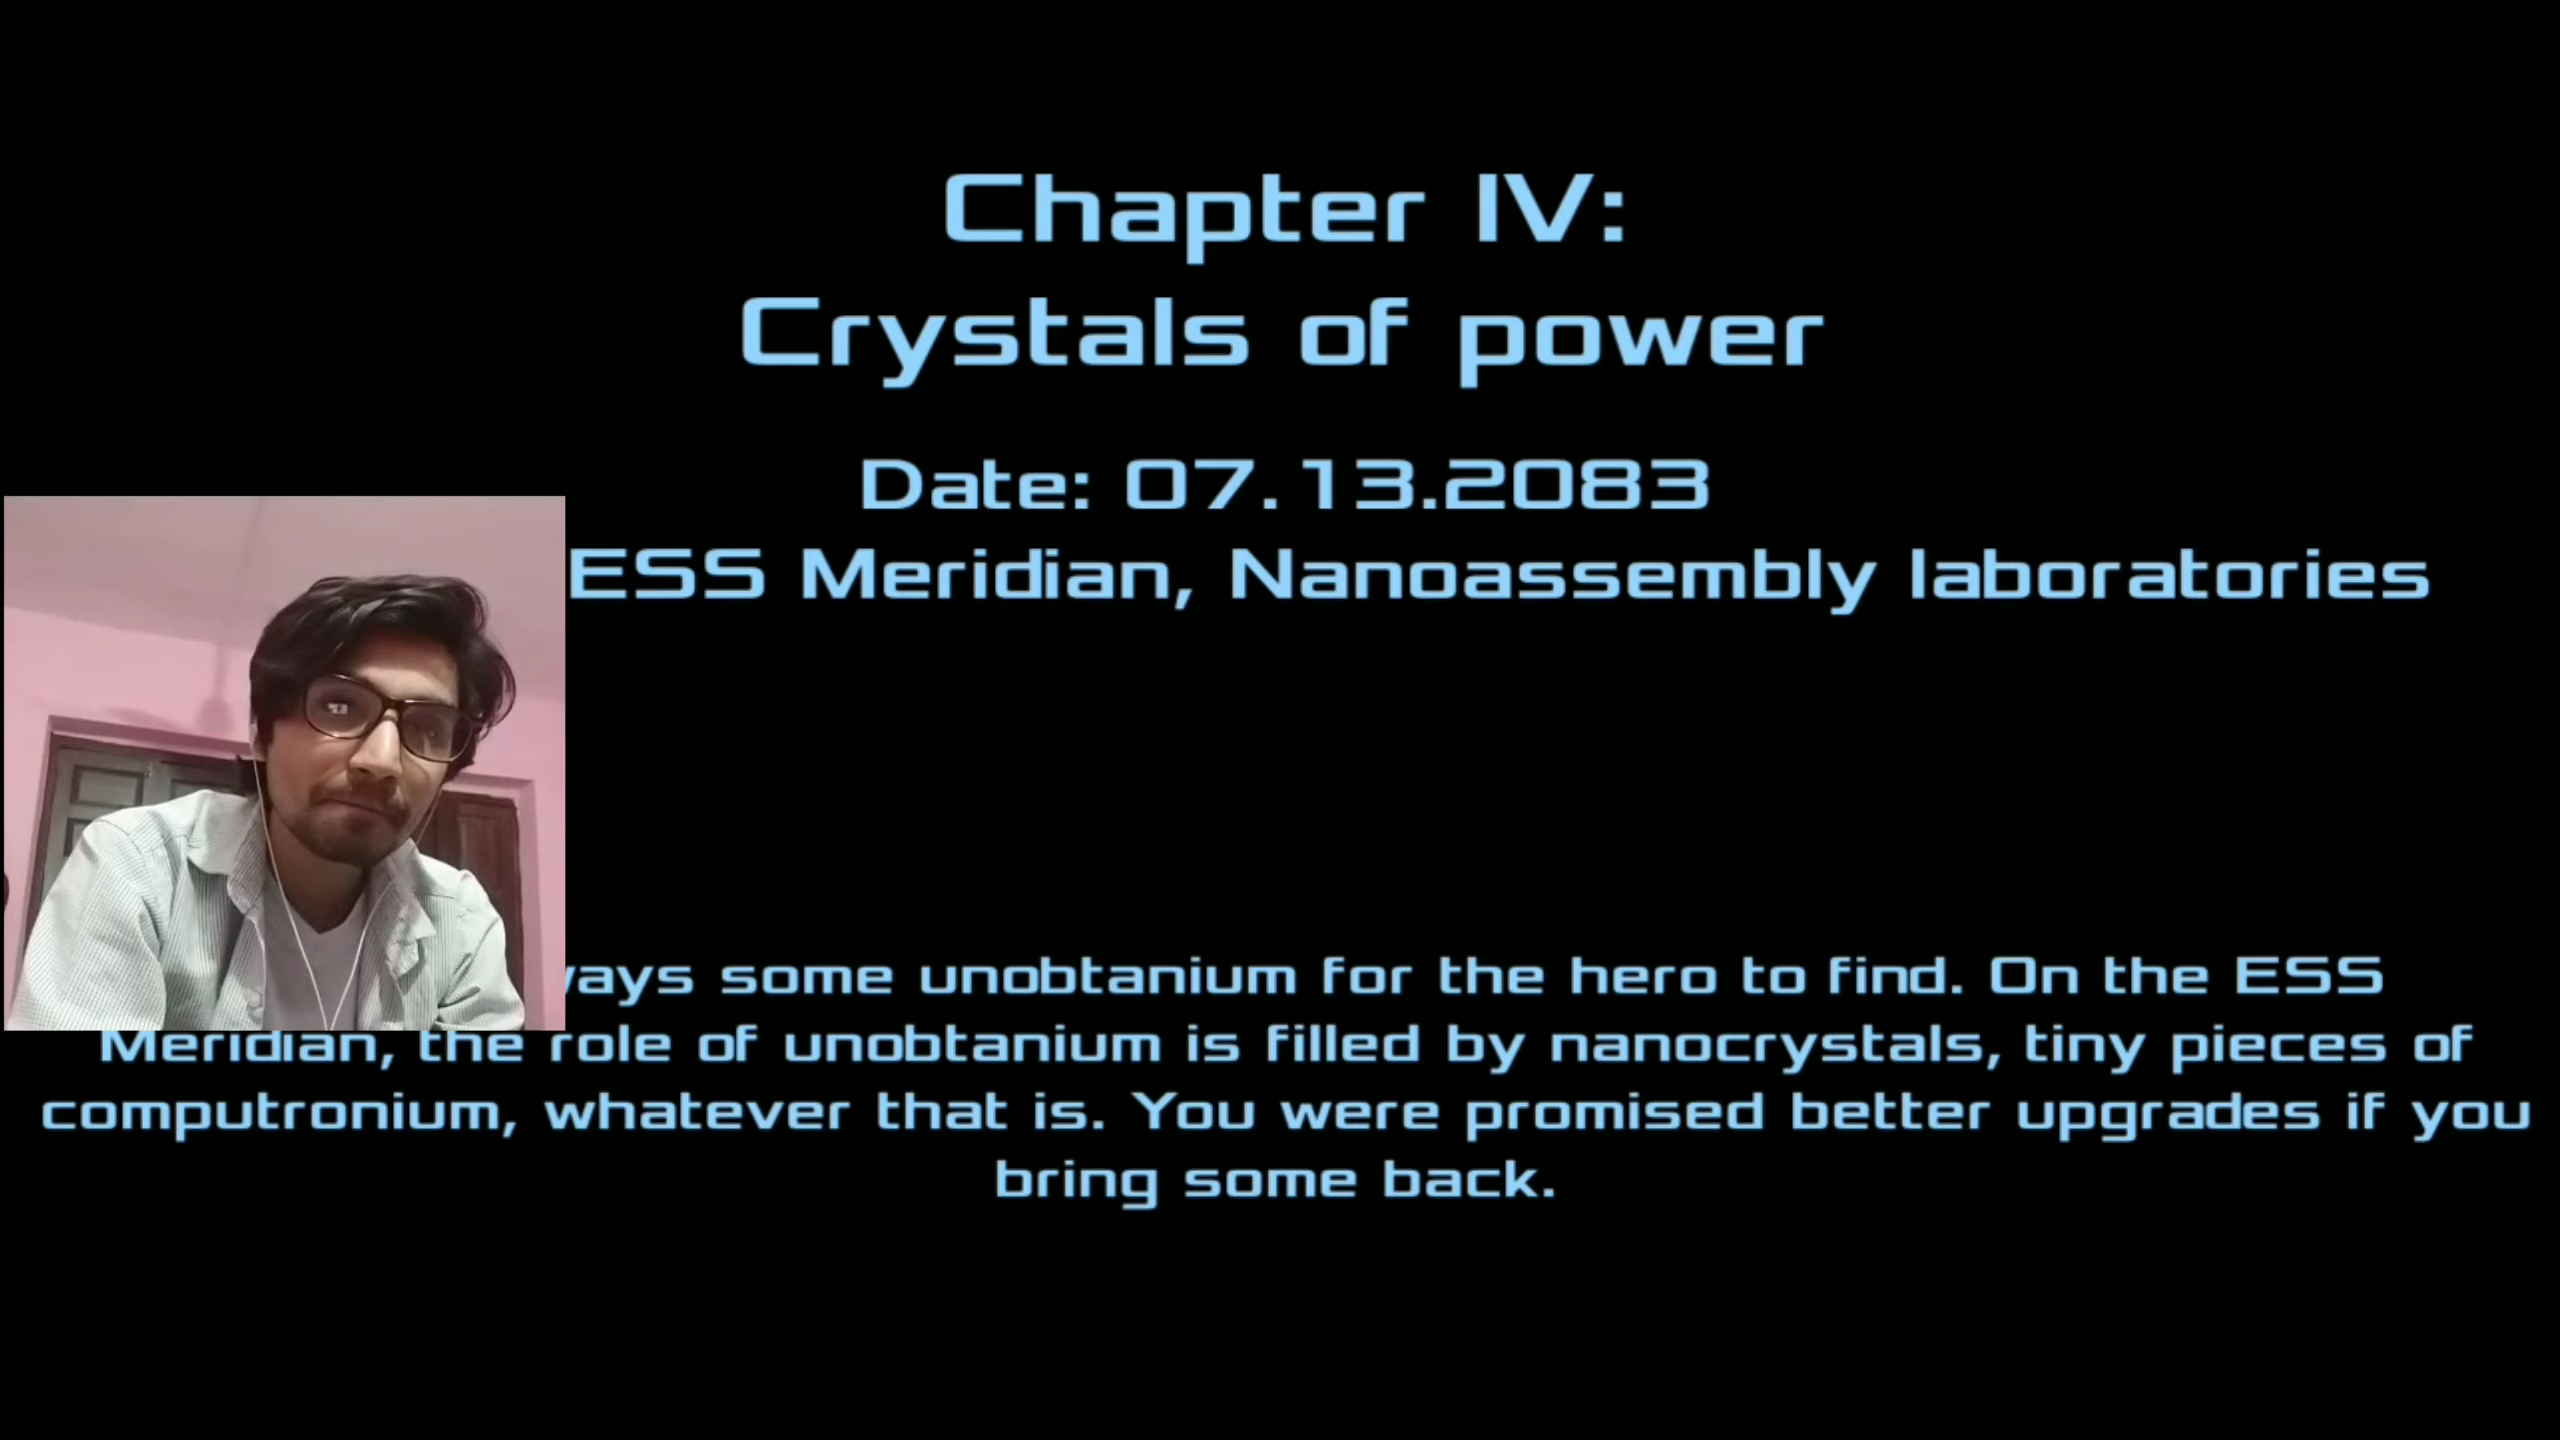 Chapter IV:
Crystals of power
Date: 07.13.2083
ESS Meridian, Nanoassembly laboratories
some unobtanium for the hero to find. On the ESS
Meridian, the role of unobtanium is filled by nanocrystals, tiny pieces of
computronium, whatever that is. You were promised better upgrades if you
bring some back.